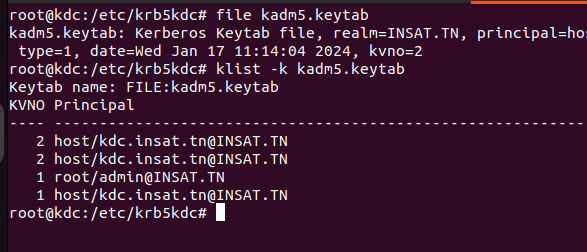 root@kdc:/etc/krb5kdc# file kadm5.keytab
kadm5.keytab: Kerberos Keytab file, realm=INSAT.TN, principal=hos
type=1, date=Wed Jan 17 11:14:04 2024, kvno=2
root@kdc:/etc/krb5kdc# klist -k kadm5.keytab
Keytab name: FILE:kadm5.keytab
KVNO Principal
---- --------------------------------------------------------------------------
2 host/kdc.insat.tn@INSAT.TN
2 host/kdc.insat.tn@INSAT.TN
1 root/admin@INSAT.TN
1 host/kdc.insat.tn@INSAT.TN
root@kdc:/etc/krb5kdc#